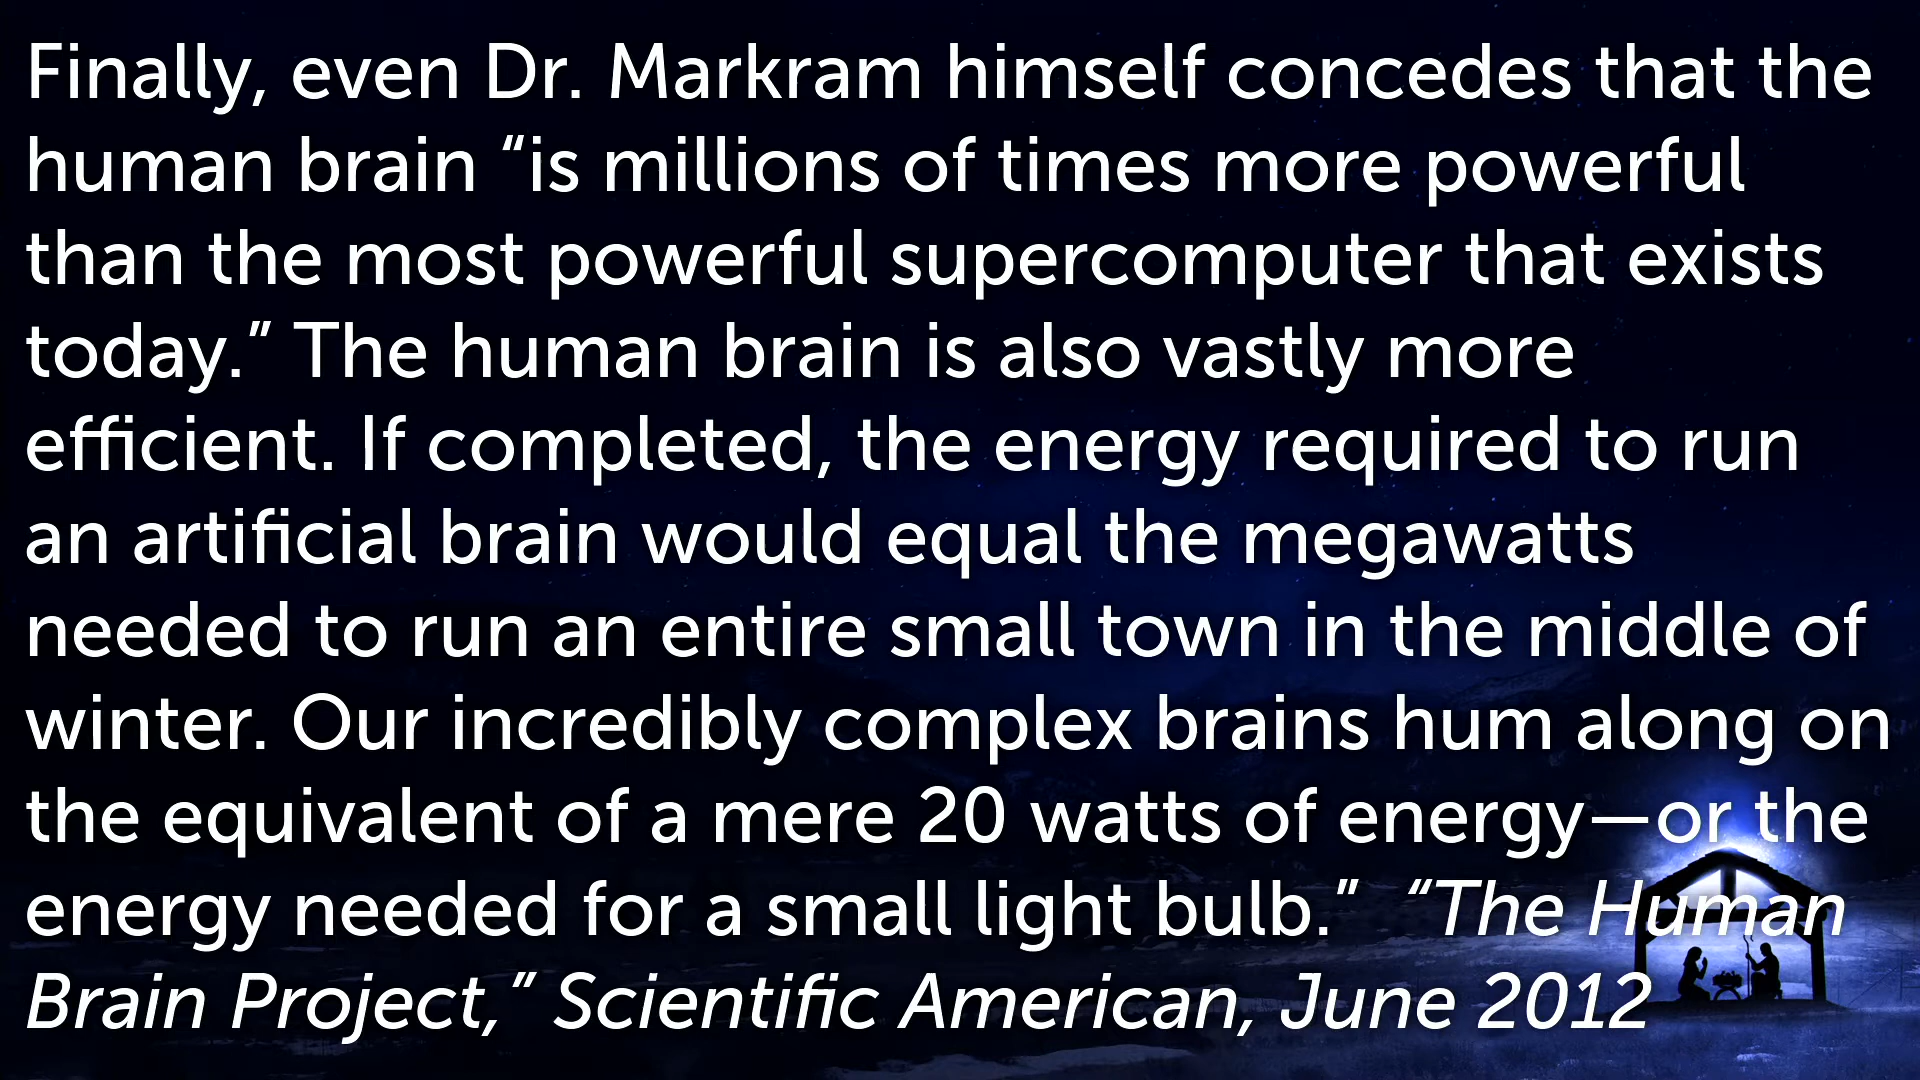 Finally, even Dr. Markram himself concedes that the
human brain “is millions of times more powerful
than the most powerful supercomputer that exists
today.” The human brain is also vastly more
efficient. If completed, the energy required to run
an artificial brain would equal the megawatts
needed to run an entire small town in the middle of
winter. Our incredibly complex brains hum along on
the equivalent of a mere 20 watts of energy—or the
energy needed for a small light bulb.” “The Human
Brain Project,” Scientific American, June 2012